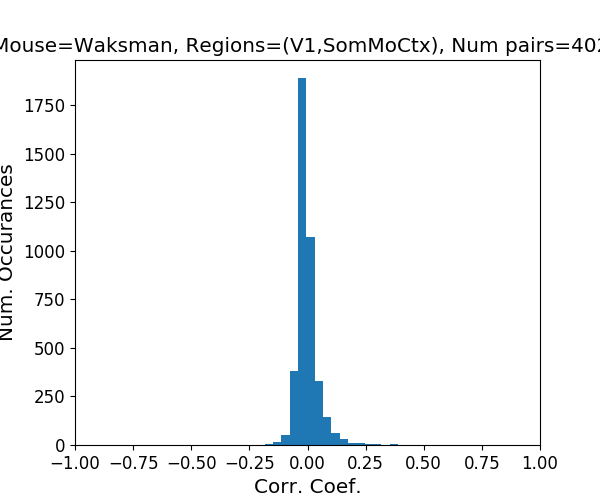 Mouse=Waksman, Regions=(V1,SomMoCtx), Num pairs=402
1750
1500
1250
1000
750
500
250
0
Num. Occurances
−1.00 −0.75 −0.50 −0.25 0.00 0.25 0.50 0.75 1.00
Corr. Coef.